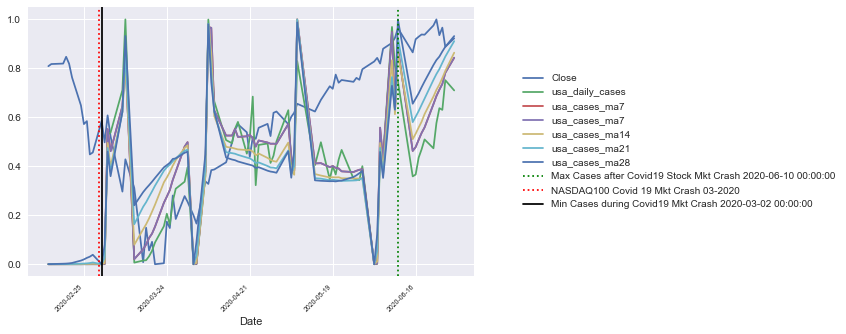 1.0
0.8
0.6
0.4
0.2
0.0
2020-02-25
2020-03-24
2020-04-21
2020-05-19
2020-06-16
Date
Close
usa_daily_cases
usa_cases_ma7
usa_cases_ma7
usa_cases_ma14
usa_cases_ma21
usa_cases_ma28
Max Cases after Covid19 Stock Mkt Crash 2020-06-10 00:00:00
NASDAQ100 Covid 19 Mkt Crash 03-2020
Min Cases during Covid19 Mkt Crash 2020-03-02 00:00:00